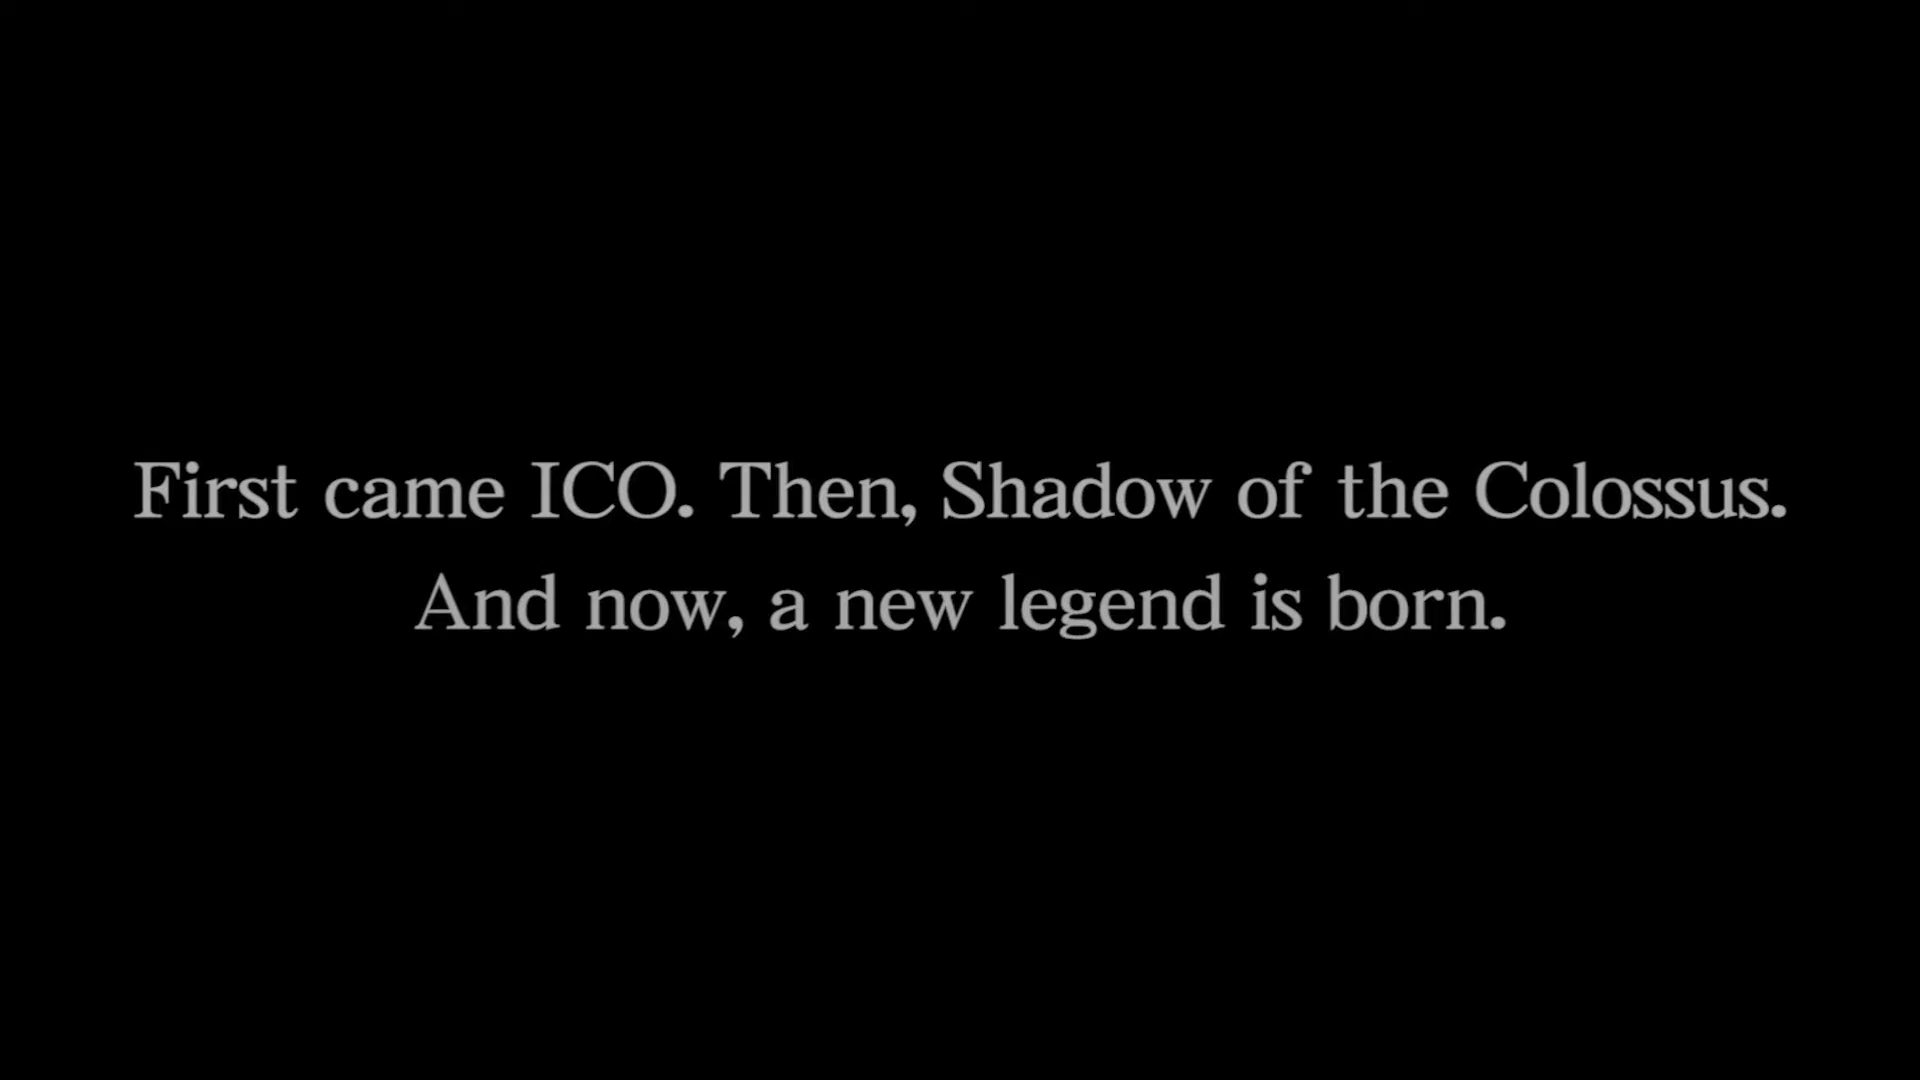 First came ICO. Then, Shadow of the Colossus.
And now, a new legend is born.